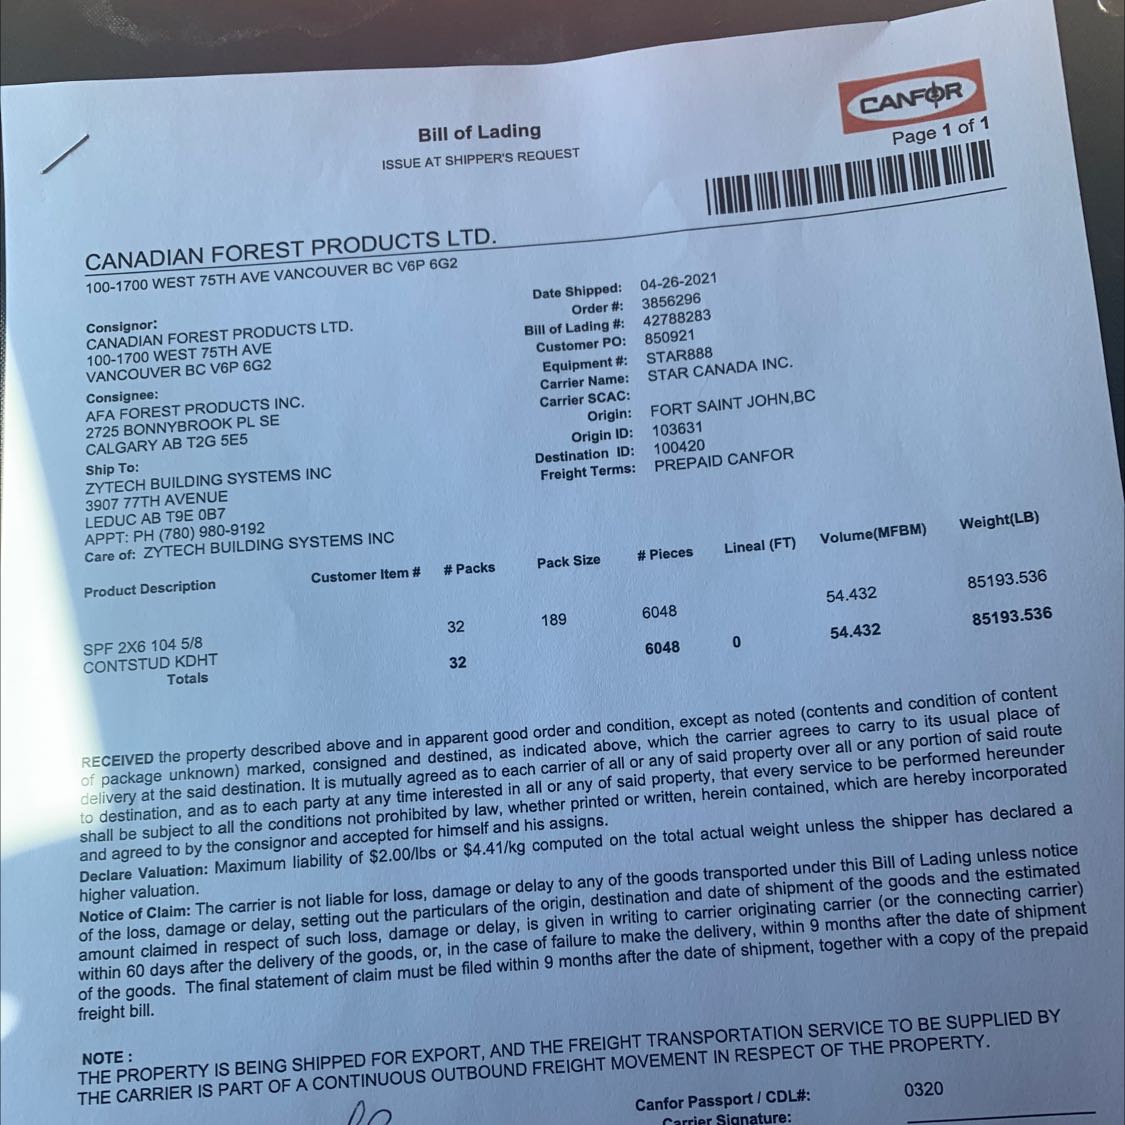 CANFOR
Bill of Lading
Page 1 of 1
ISSUE AT SHIPPER'S REQUEST
CANADIAN FOREST PRODUCTS LTD.
100-1700 WEST 75TH AVE VANCOUVER BC V6P 6G2
Consignor:
CANADIAN FOREST PRODUCTS LTD.
100-1700 WEST 75TH AVE
VANCOUVER BC V6P 6G2
Consignee:
AFA FOREST PRODUCTS INC.
2725 BONNYBROOK PL SE
CALGARY AB T2G 5E5
Ship To:
ZYTECH BUILDING SYSTEMS INC
3907 77TH AVENUE
LEDUC AB T9E 0B7
APPT: PH (780) 980-9192
Care of: ZYTECH BUILDING SYSTEMS INC
Date Shipped: 04-26-2021
Order #: 3856296
Bill of Lading #: 42788283
Customer PO: 850921
Equipment #: STAR888
Carrier Name: STAR CANADA INC.
Carrier SCAC:
Origin: FORT SAINT JOHN,BC
Origin ID: 103631
Destination ID: 100420
Freight Terms: PREPAID CANFOR
Product Description Customer Item # # Packs Pack Size # Pieces Lineal (FT) Volume(MFBM) Weight(LB)
SPF 2X6 104 5/8 32 189 6048 54.432 85193.536
CONTSTUD KDHT
Totals 32 6048 0 54.432 85193.536
RECEIVED the property described above and in apparent good order and condition, except as noted (contents and condition of content
of package unknown) marked, consigned and destined, as indicated above, which the carrier agrees to carry to its usual place of
delivery at the said destination. It is mutually agreed as to each carrier of all or any of said property over all or any portion of said route
to destination, and as to each party at any time interested in all or any of said property, that every service to be performed hereunder
shall be subject to all the conditions not prohibited by law, whether printed or written, herein contained, which are hereby incorporated
and agreed to by the consignor and accepted for himself and his assigns.
Declare Valuation: Maximum liability of $2.00/lbs or $4.41/kg computed on the total actual weight unless the shipper has declared a
higher valuation.
Notice of Claim: The carrier is not liable for loss, damage or delay to any of the goods transported under this Bill of Lading unless notice
of the loss, damage or delay, setting out the particulars of the origin, destination and date of shipment of the goods and the estimated
amount claimed in respect of such loss, damage or delay, is given in writing to carrier originating carrier (or the connecting carrier)
within 60 days after the delivery of the goods, or, in the case of failure to make the delivery, within 9 months after the date of shipment
of the goods. The final statement of claim must be filed within 9 months after the date of shipment, together with a copy of the prepaid
freight bill.
NOTE :
THE PROPERTY IS BEING SHIPPED FOR EXPORT, AND THE FREIGHT TRANSPORTATION SERVICE TO BE SUPPLIED BY
THE CARRIER IS PART OF A CONTINUOUS OUTBOUND FREIGHT MOVEMENT IN RESPECT OF THE PROPERTY.
Canfor Passport / CDL#: 0320
Carrier Signature: